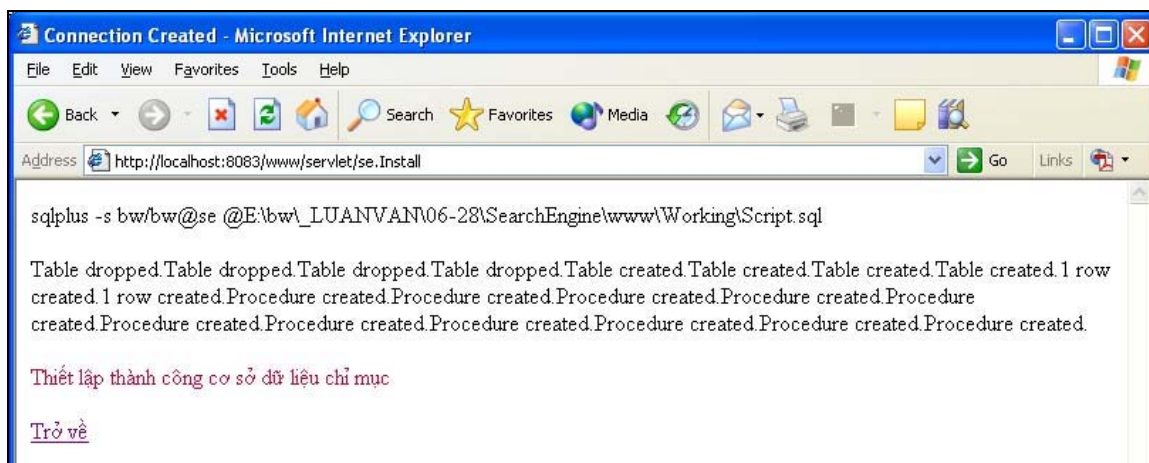 Connection Created - Microsoft Internet Explorer
File Edit View Favorites Tools Help
Back Search Favorites Media
Address http://localhost:8083/www/servlet/se.Install Go Links
sqlplus -s bw/bw@se @E:\bw\_LUANVAN\06-28\SearchEngine\www\Working\Script.sql
Table dropped.Table dropped.Table dropped.Table dropped.Table created.Table created.Table created.Table created.1 row
created.1 row created.Procedure created.Procedure created.Procedure created.Procedure created.Procedure
created.Procedure created.Procedure created.Procedure created.Procedure created.Procedure created.Procedure created.
Thiết lập thành công cơ sở dữ liệu chỉ mục
Trở về